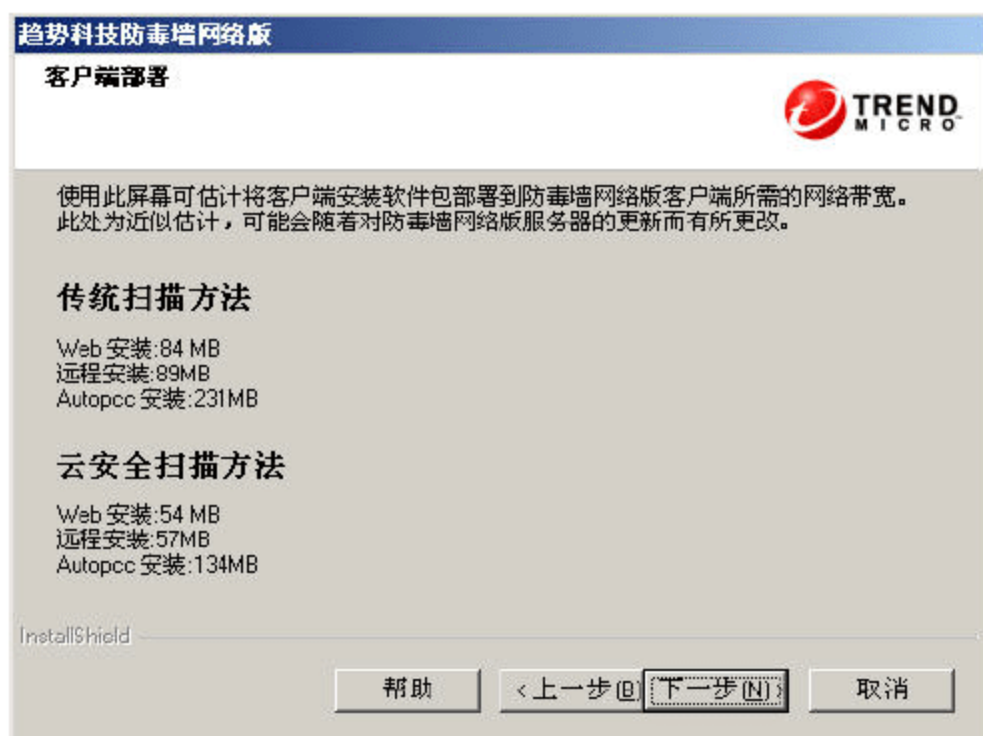 趋势科技防毒墙网络版
客户端部署
TREND
MICRO
使用此屏幕可估计将客户端安装软件包部署到防毒墙网络版客户端所需的网络带宽。
此处为近似估计，可能会随着对防毒墙网络版服务器的更新而有所更改。
传统扫描方法
Web 安装:84 MB
远程安装:89MB
Autopcc 安装:231MB
云安全扫描方法
Web 安装:54 MB
远程安装:57MB
Autopcc 安装:134MB
InstallShield
帮助 <上一步(B) 下一步(N)> 取消